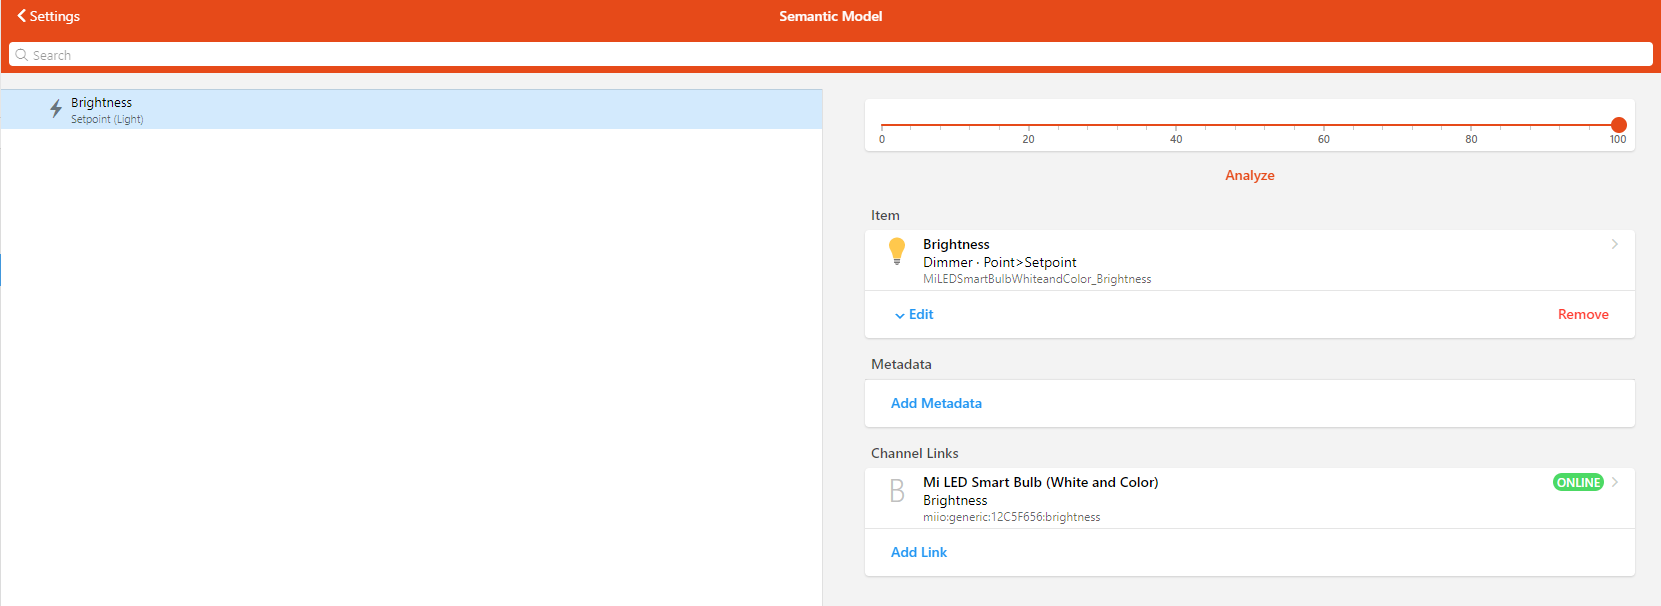 Settings
Semantic Model
Search
Brightness
Setpoint (Light)
0 20 40 60 80 100
Analyze
Item
Brightness
Dimmer · Point>Setpoint
MiLEDSmartBulbWhiteandColor_Brightness
Edit Remove
Metadata
Add Metadata
Channel Links
B
Mi LED Smart Bulb (White and Color) ONLINE
Brightness
miio:generic:12C5F656:brightness
Add Link